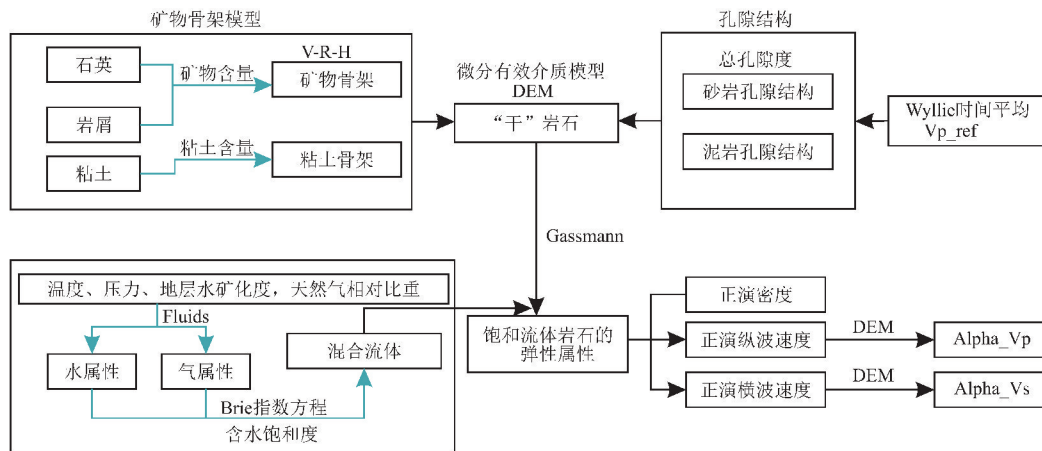 矿物骨架模型
石英
岩屑
粘土
矿物含量
粘土含量
V-R-H
矿物骨架
粘土骨架
微分有效介质模型
DEM
“干”岩石
孔隙结构
总孔隙度
砂岩孔隙结构
泥岩孔隙结构
Wyllic时间平均
Vp_ref
Gassmann
温度、压力、地层水矿化度，天然气相对比重
Fluids
水属性
气属性
混合流体
Brie指数方程
含水饱和度
饱和流体岩石的
弹性属性
正演密度
正演纵波速度
DEM
Alpha_Vp
正演横波速度
DEM
Alpha_Vs